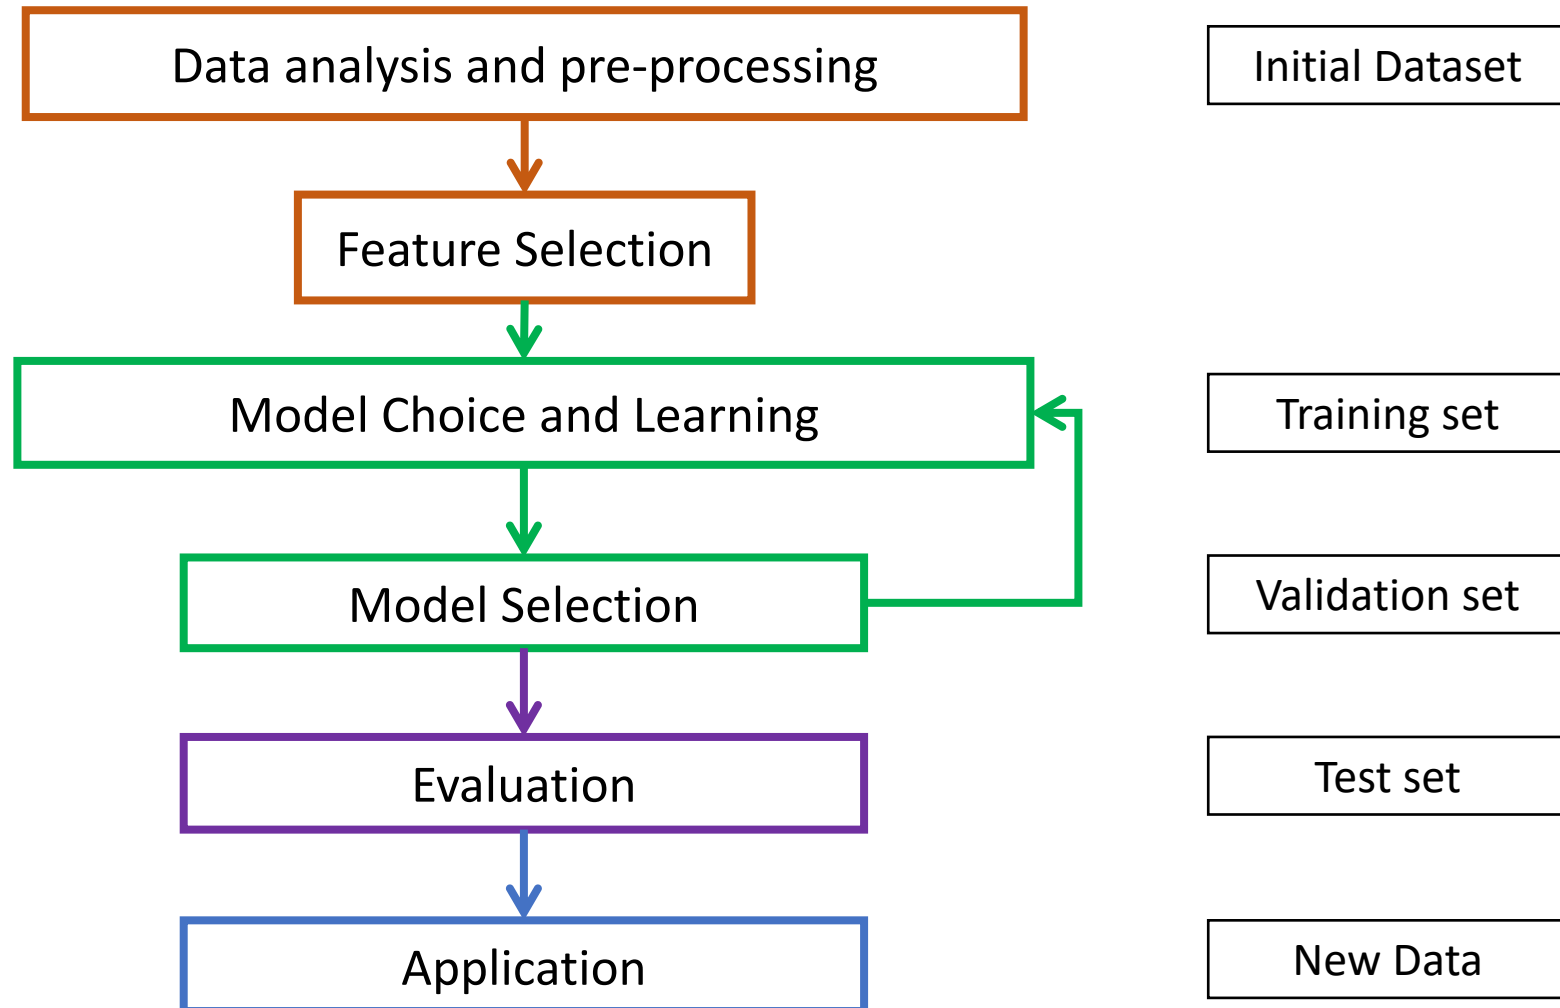 Data analysis and pre-processing
Initial Dataset
Feature Selection
Model Choice and Learning
Training set
Model Selection
Validation set
Evaluation
Test set
Application
New Data